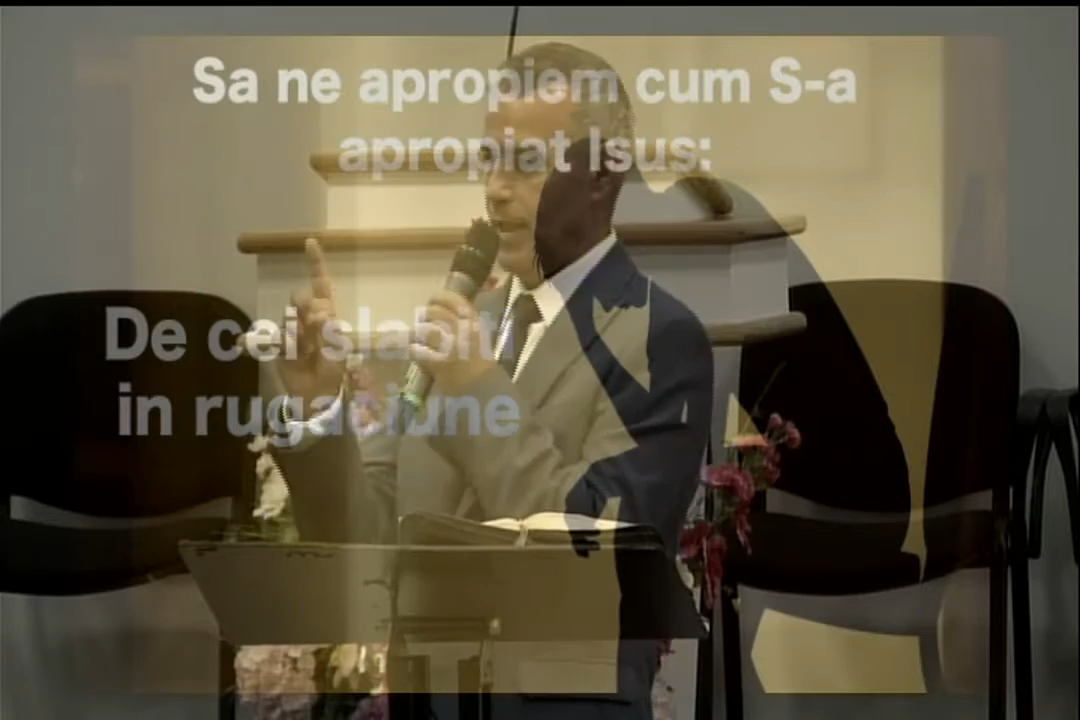 Sa ne apropiem cum S-a
apropiat Isus:
De cei slabiti
in rugaciune